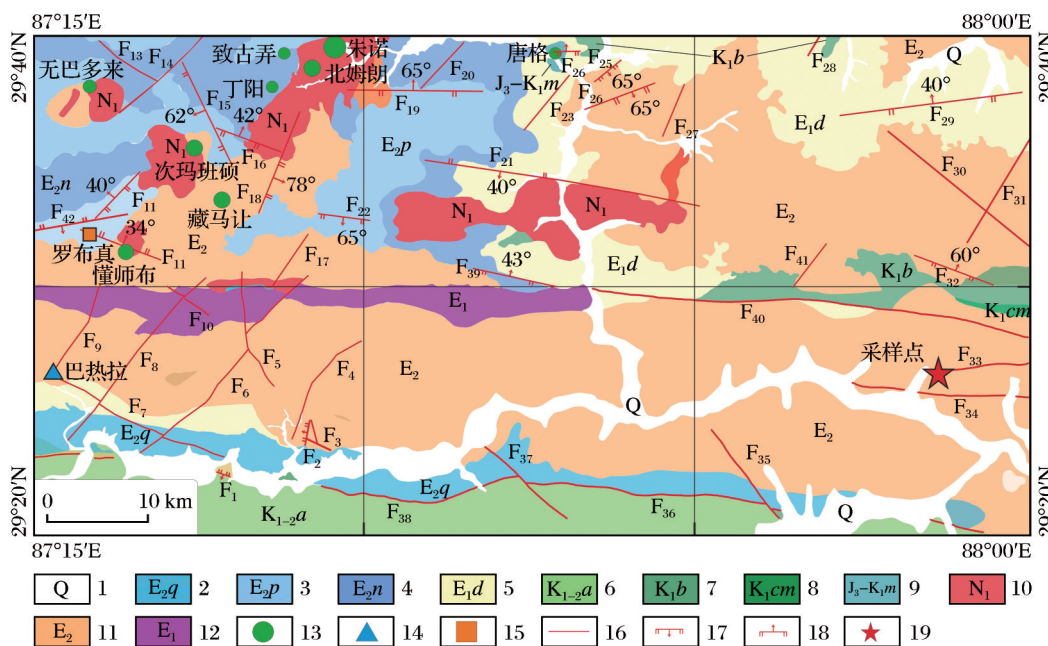 87°15′E
88°00′E
29°40′N
29°40′N
F13
F14
致古弄
朱诺
唐格
F25
K1b
F28
E2
Q
无巴多来
北姆朗
65°
F20
F26
65°
J3-K1m
40°
丁阳
F26
N1
F15
62°
42°
F19
F23
65°
E1d
F29
N1
F27
E2p
N1
F16
F21
F30
次玛班硕
E2n
40°
F18
78°
40°
F31
F11
F42
藏马让
F22
N1
N1
E2
34°
65°
罗布真
E2
F11
F17
43°
E1d
F41
60°
懂师布
F39
K1b
F32
E1
F40
K1cm
F10
F9
F8
F5
采样点
F33
巴热拉
F6
F4
E2
F7
Q
F34
E2q
F3
E2
F2
F37
F35
0 10 km
F1
E2q
K1-2a
F38
F36
Q
29°20′N
29°20′N
87°15′E
88°00′E
Q 1 E2q 2 E2p 3 E2n 4 E1d 5 K1-2a 6 K1b 7 K1cm 8 J3-K1m 9 N1 10
E2 11 E1 12 13 14 15 16 17 18 19